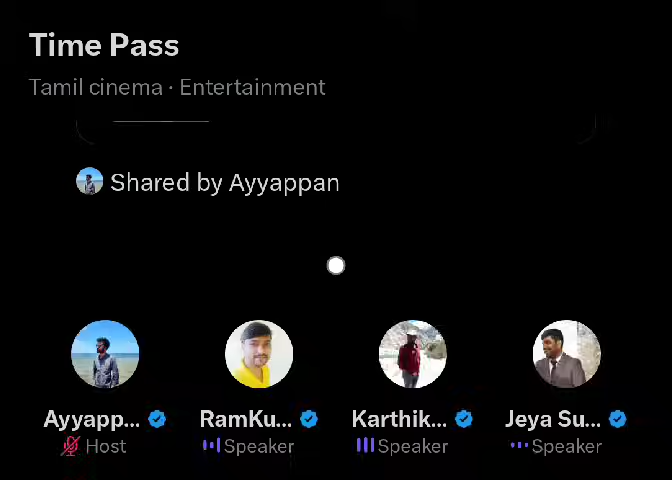 Time Pass
Tamil cinema · Entertainment
Shared by Ayyappan
Ayyapp... RamKu... Karthik... Jeya Su...
Host Speaker Speaker Speaker